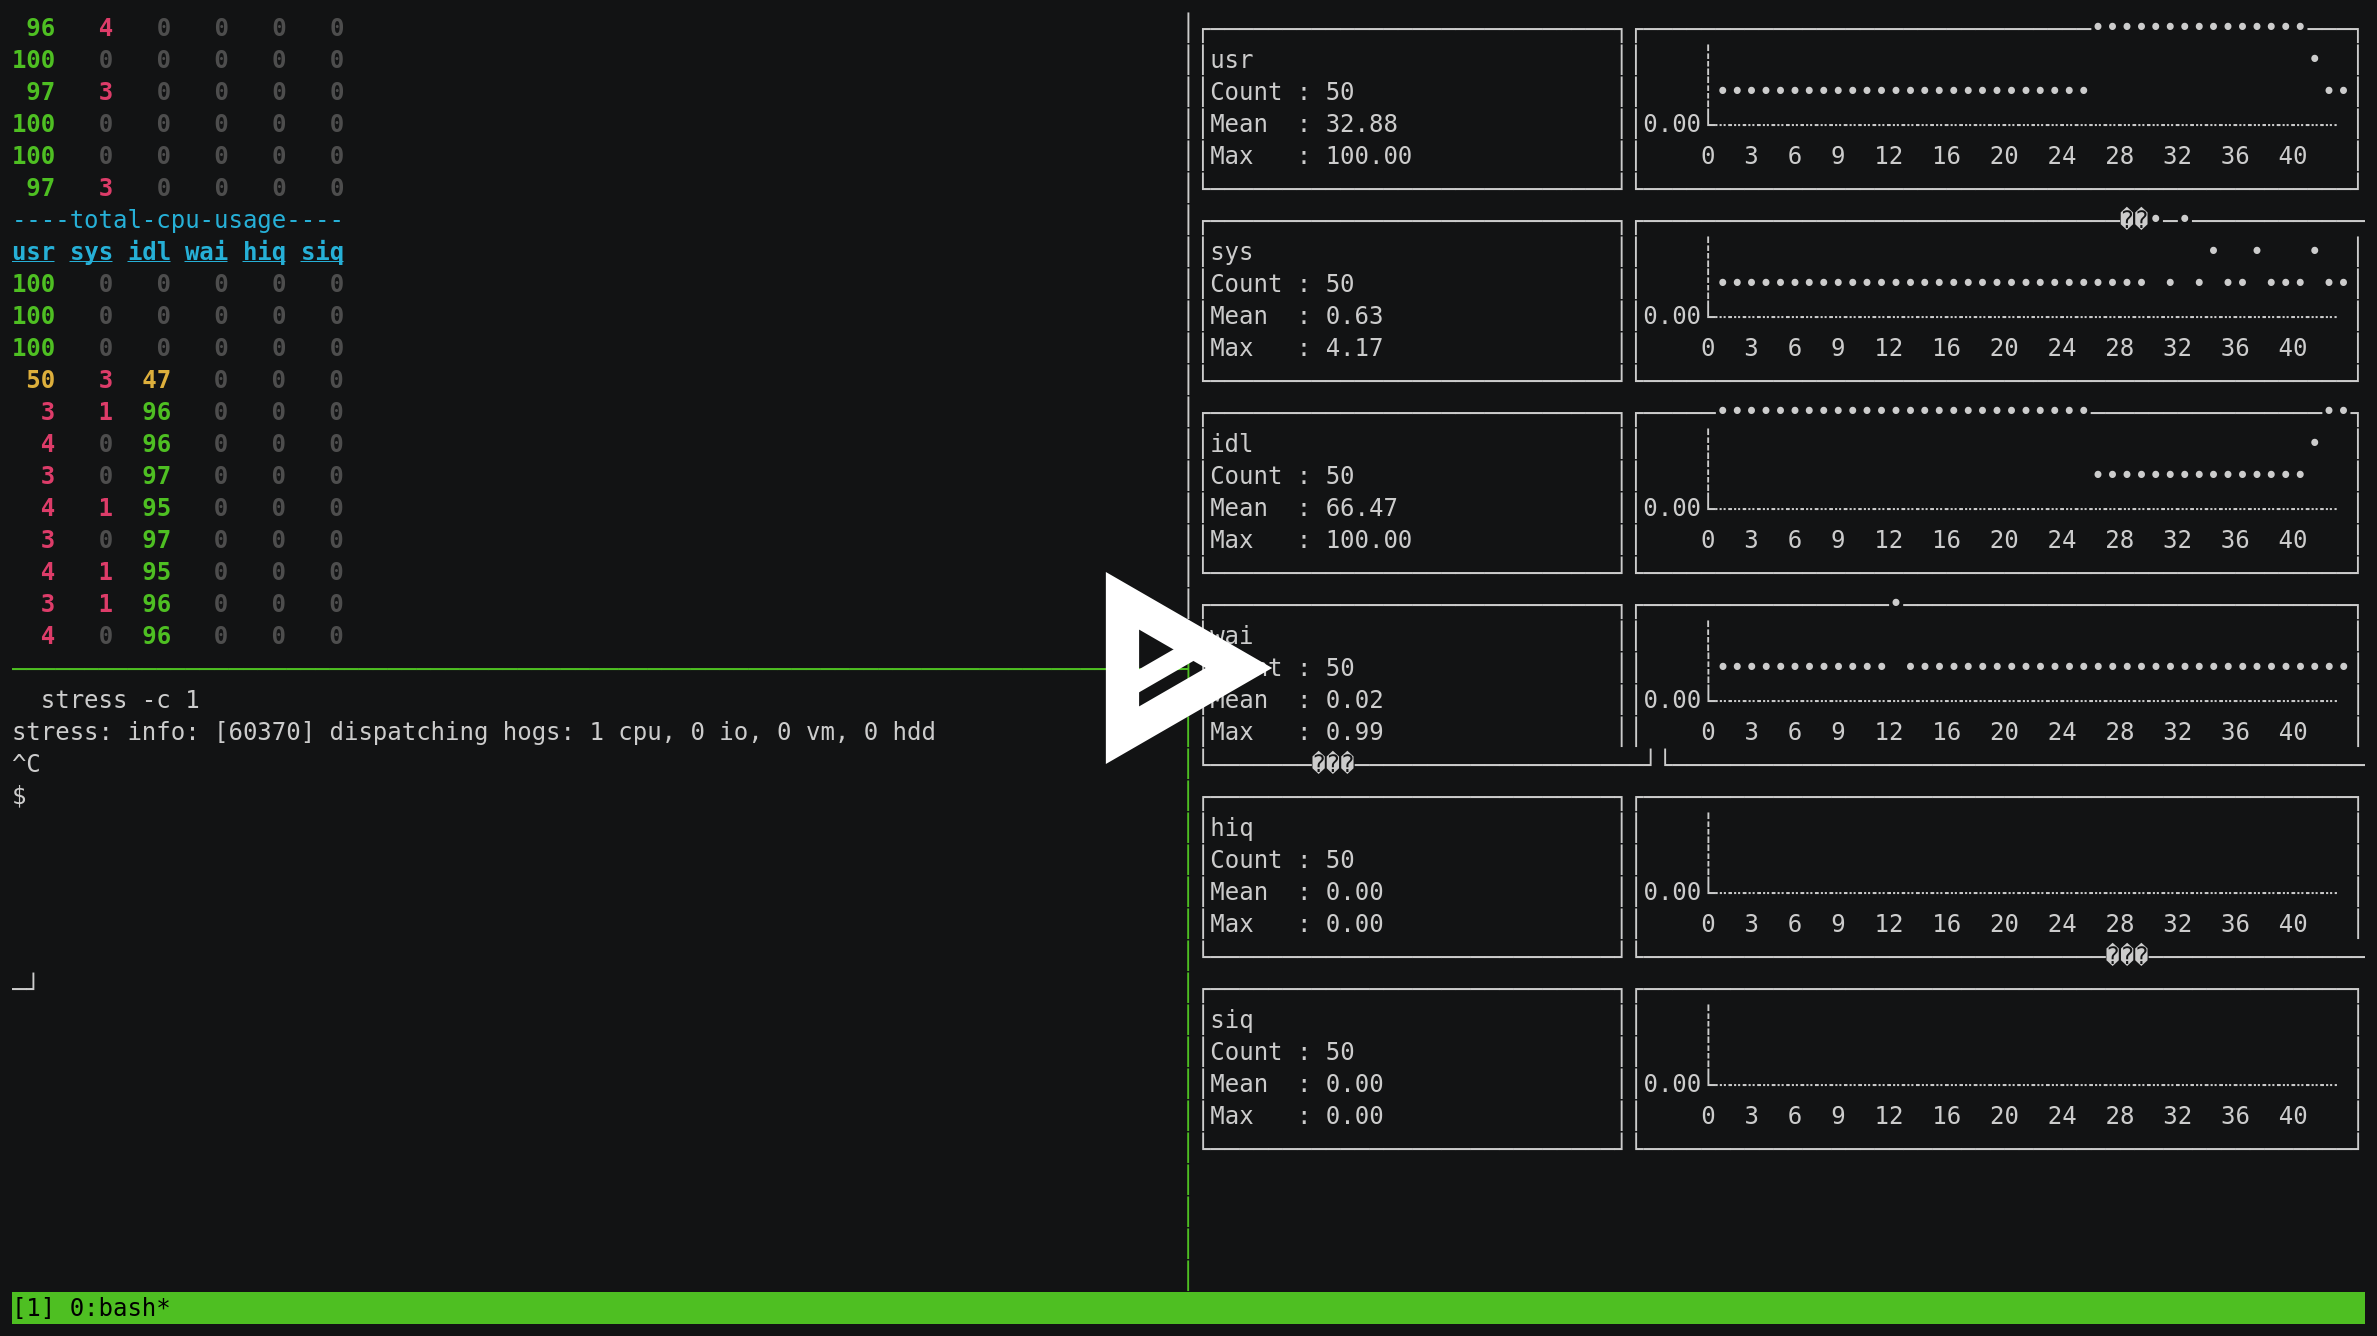 96 4 0 0 0 0
100 0 0 0 0 0
97 3 0 0 0 0
100 0 0 0 0 0
100 0 0 0 0 0
97 3 0 0 0 0
----total-cpu-usage----
usr sys idl wai hiq siq
100 0 0 0 0 0
100 0 0 0 0 0
100 0 0 0 0 0
50 3 47 0 0 0
3 1 96 0 0 0
4 0 96 0 0 0
3 0 97 0 0 0
4 1 95 0 0 0
3 0 97 0 0 0
4 1 95 0 0 0
3 1 96 0 0 0
4 0 96 0 0 0
stress -c 1
stress: info: [60370] dispatching hogs: 1 cpu, 0 io, 0 vm, 0 hdd
^C
$
usr
Count : 50
Mean : 32.88
Max : 100.00
0.00
0 3 6 9 12 16 20 24 28 32 36 40
sys
Count : 50
Mean : 0.63
Max : 4.17
0.00
0 3 6 9 12 16 20 24 28 32 36 40
idl
Count : 50
Mean : 66.47
Max : 100.00
0.00
0 3 6 9 12 16 20 24 28 32 36 40
wai
: 50
Mean : 0.02
Max : 0.99
0.00
0 3 6 9 12 16 20 24 28 32 36 40
���
hiq
Count : 50
Mean : 0.00
Max : 0.00
0.00
0 3 6 9 12 16 20 24 28 32 36 40
���
siq
Count : 50
Mean : 0.00
Max : 0.00
0.00
0 3 6 9 12 16 20 24 28 32 36 40
[1] 0:bash*